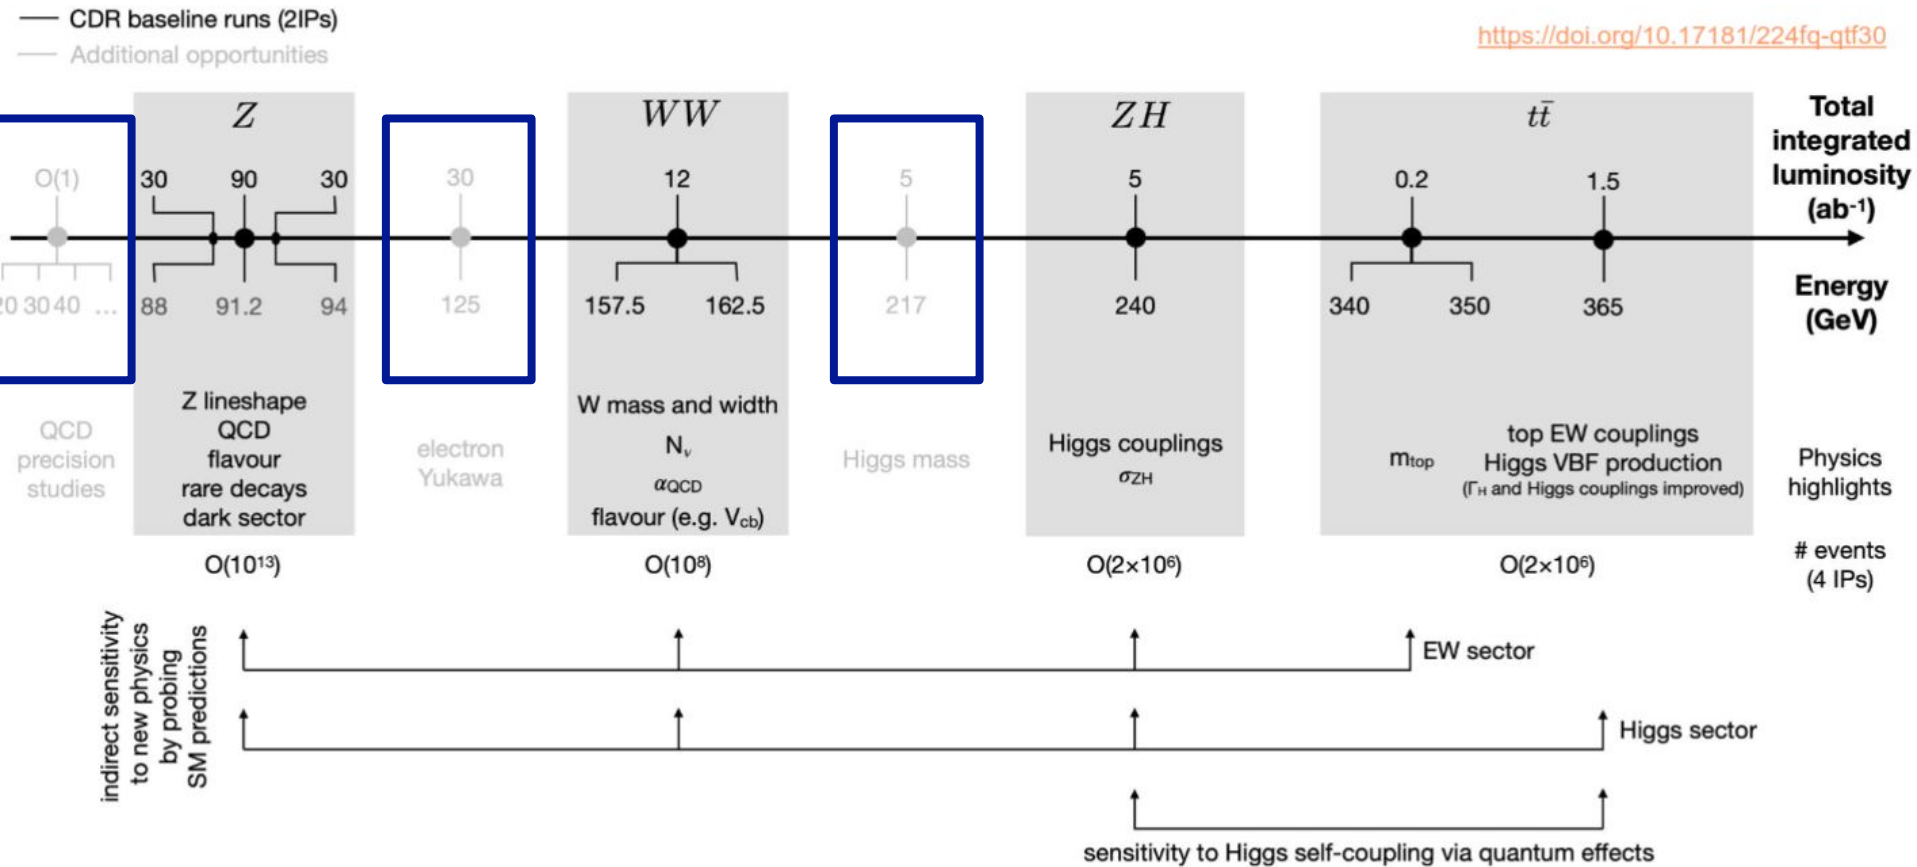 CDR baseline runs (2IPs)
Additional opportunities
https://doi.org/10.17181/224fq-qtf30
Z
WW
ZH
tt̄
Total
integrated
luminosity
(ab⁻¹)
O(1)
30 90 30
30
12
5
5
0.2
1.5
20 30 40 ...
88 91.2 94
125
157.5 162.5
217
240
340 350
365
Energy
(GeV)
QCD
precision
studies
Z lineshape
QCD
flavour
rare decays
dark sector
electron
Yukawa
W mass and width
Nᵥ
αQCD
flavour (e.g. Vcb)
Higgs mass
Higgs couplings
σZH
mtop
top EW couplings
Higgs VBF production
(ΓH and Higgs couplings improved)
Physics
highlights
O(10¹³)
O(10⁸)
O(2×10⁶)
O(2×10⁶)
# events
(4 IPs)
indirect sensitivity
to new physics
by probing
SM predictions
EW sector
Higgs sector
sensitivity to Higgs self-coupling via quantum effects